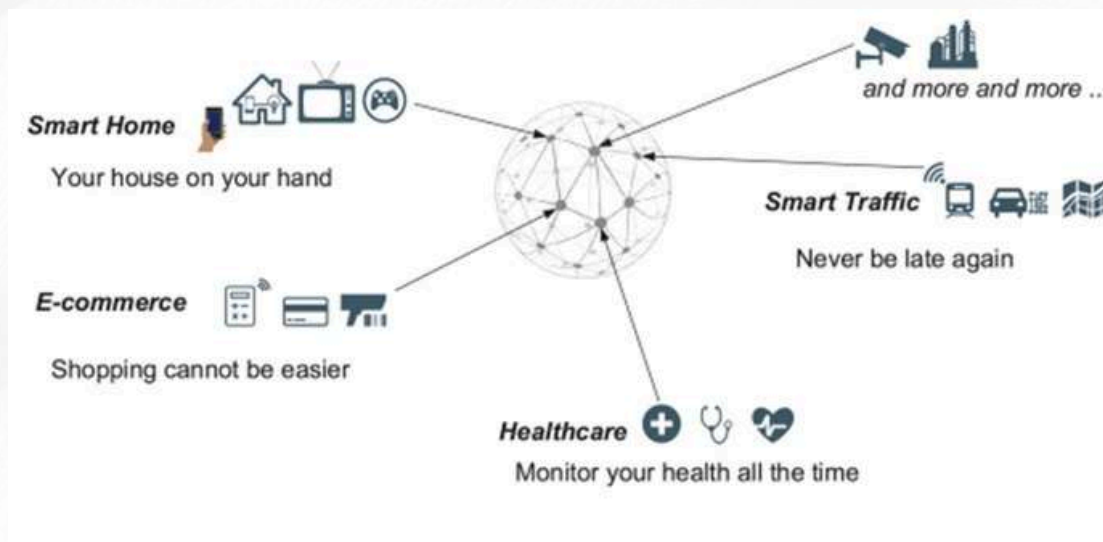 and more and more ..
Smart Home
Your house on your hand
Smart Traffic
Never be late again
E-commerce
Shopping cannot be easier
Healthcare
Monitor your health all the time